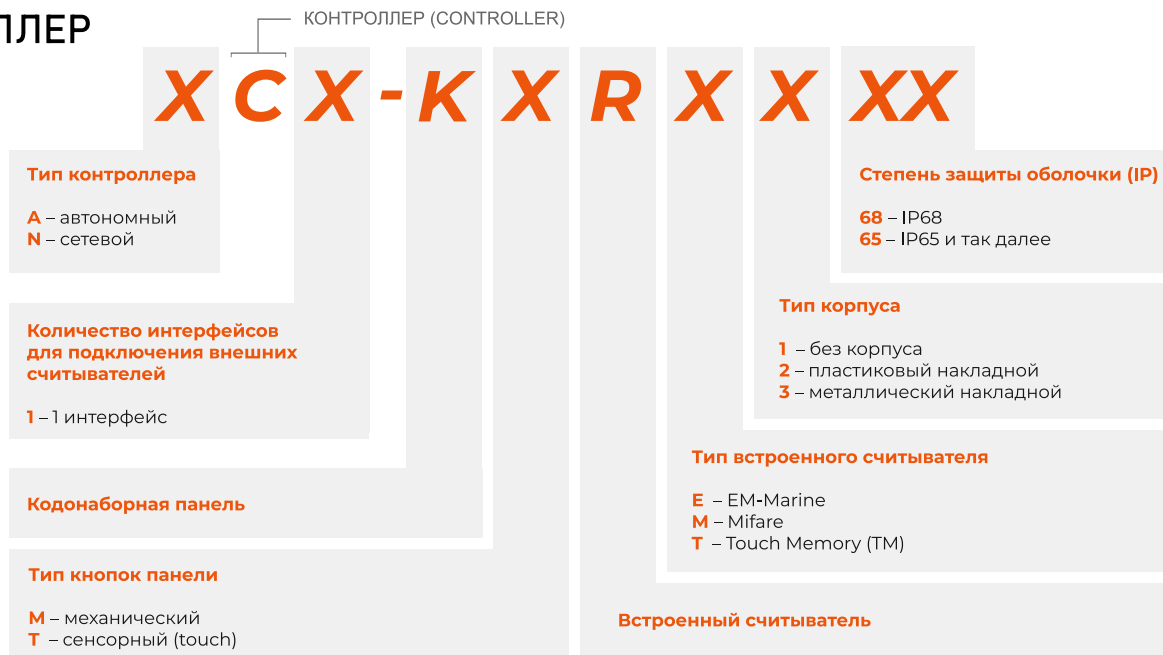 КОНТРОЛЛЕР (CONTROLLER)
ЛЛЕР
XCX-KXRXXXX
Тип контроллера
A – автономный
N – сетевой
Степень защиты оболочки (IP)
68 – IP68
65 – IP65 и так далее
Количество интерфейсов
для подключения внешних
считывателей
1 – 1 интерфейс
Тип корпуса
1 – без корпуса
2 – пластиковый накладной
3 – металлический накладной
Кодонаборная панель
Тип встроенного считывателя
E – EM-Marine
M – Mifare
T – Touch Memory (TM)
Тип кнопок панели
M – механический
T – сенсорный (touch)
Встроенный считыватель